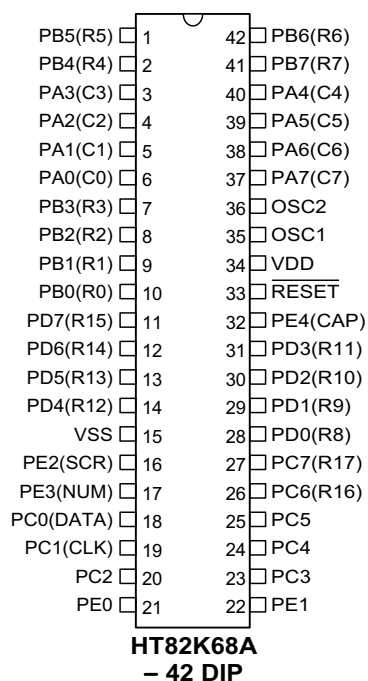 PB5(R5) 1 42 PB6(R6)
PB4(R4) 2 41 PB7(R7)
PA3(C3) 3 40 PA4(C4)
PA2(C2) 4 39 PA5(C5)
PA1(C1) 5 38 PA6(C6)
PA0(C0) 6 37 PA7(C7)
PB3(R3) 7 36 OSC2
PB2(R2) 8 35 OSC1
PB1(R1) 9 34 VDD
PB0(R0) 10 33 RESET
PD7(R15) 11 32 PE4(CAP)
PD6(R14) 12 31 PD3(R11)
PD5(R13) 13 30 PD2(R10)
PD4(R12) 14 29 PD1(R9)
VSS 15 28 PD0(R8)
PE2(SCR) 16 27 PC7(R17)
PE3(NUM) 17 26 PC6(R16)
PC0(DATA) 18 25 PC5
PC1(CLK) 19 24 PC4
PC2 20 23 PC3
PE0 21 22 PE1
HT82K68A
– 42 DIP